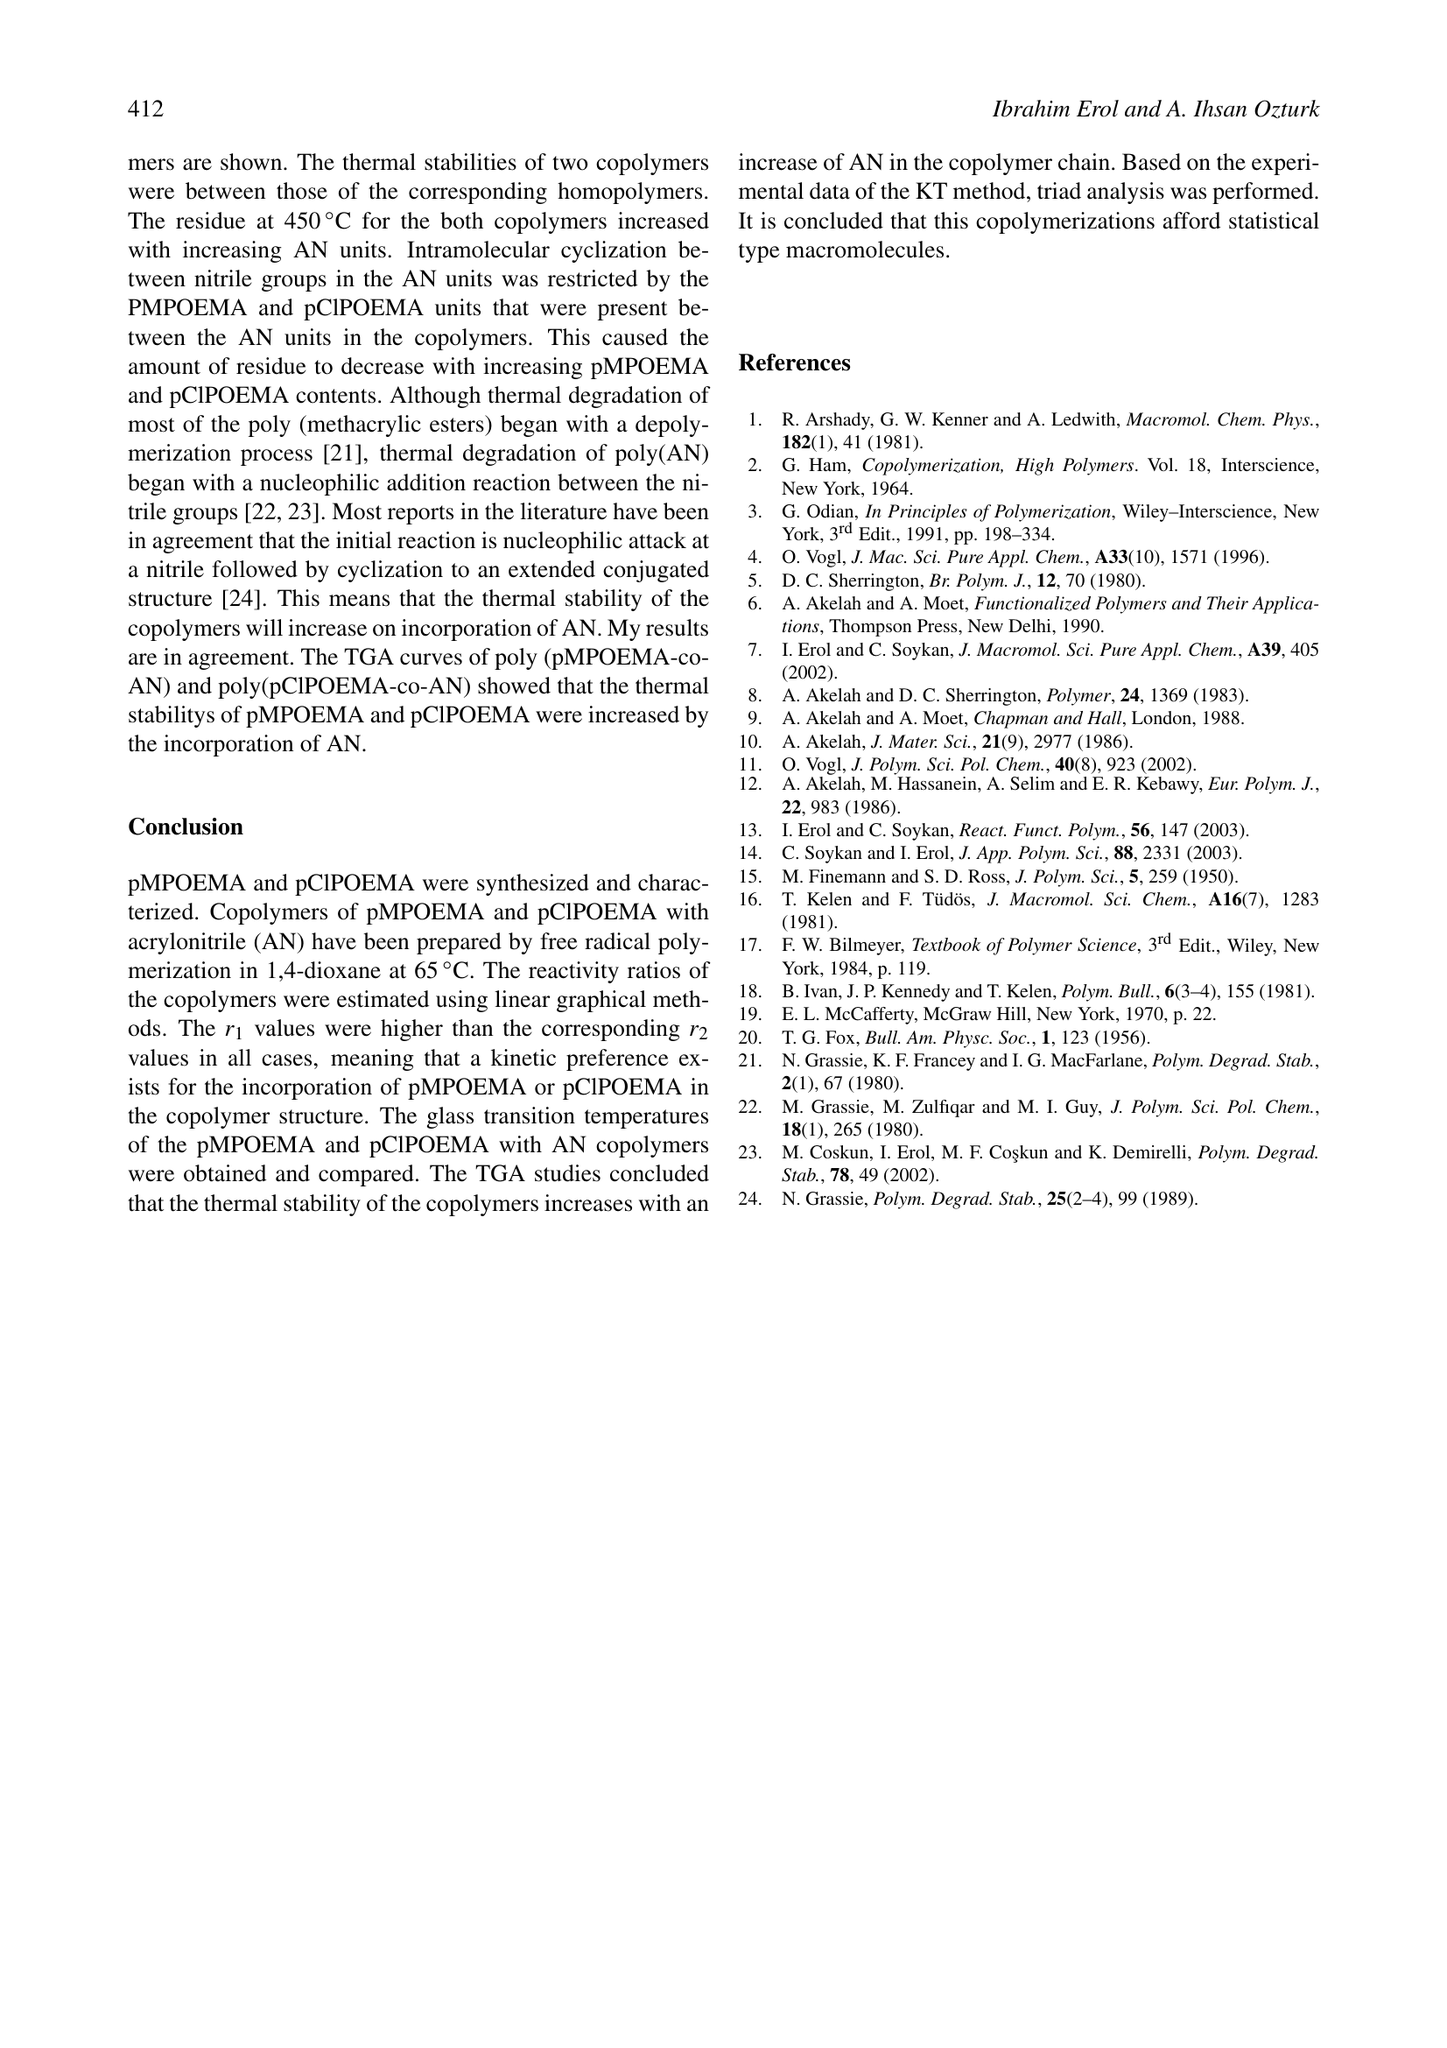 412
Ibrahim Erol and A. Ihsan Ozturk
mers are shown. The thermal stabilities of two copolymers
were between those of the corresponding homopolymers.
The residue at 450 °C for the both copolymers increased
with increasing AN units. Intramolecular cyclization be-
tween nitrile groups in the AN units was restricted by the
PMPOEMA and pClPOEMA units that were present be-
tween the AN units in the copolymers. This caused the
amount of residue to decrease with increasing pMPOEMA
and pClPOEMA contents. Although thermal degradation of
most of the poly (methacrylic esters) began with a depoly-
merization process [21], thermal degradation of poly(AN)
began with a nucleophilic addition reaction between the ni-
trile groups [22, 23]. Most reports in the literature have been
in agreement that the initial reaction is nucleophilic attack at
a nitrile followed by cyclization to an extended conjugated
structure [24]. This means that the thermal stability of the
copolymers will increase on incorporation of AN. My results
are in agreement. The TGA curves of poly (pMPOEMA-co-
AN) and poly(pClPOEMA-co-AN) showed that the thermal
stabilitys of pMPOEMA and pClPOEMA were increased by
the incorporation of AN.
Conclusion
pMPOEMA and pClPOEMA were synthesized and charac-
terized. Copolymers of pMPOEMA and pClPOEMA with
acrylonitrile (AN) have been prepared by free radical poly-
merization in 1,4-dioxane at 65 °C. The reactivity ratios of
the copolymers were estimated using linear graphical meth-
ods. The r1 values were higher than the corresponding r2
values in all cases, meaning that a kinetic preference ex-
ists for the incorporation of pMPOEMA or pClPOEMA in
the copolymer structure. The glass transition temperatures
of the pMPOEMA and pClPOEMA with AN copolymers
were obtained and compared. The TGA studies concluded
that the thermal stability of the copolymers increases with an
increase of AN in the copolymer chain. Based on the experi-
mental data of the KT method, triad analysis was performed.
It is concluded that this copolymerizations afford statistical
type macromolecules.
References
1. R. Arshady, G. W. Kenner and A. Ledwith, Macromol. Chem. Phys.,
182(1), 41 (1981).
2. G. Ham, Copolymerization, High Polymers. Vol. 18, Interscience,
New York, 1964.
3. G. Odian, In Principles of Polymerization, Wiley–Interscience, New
York, 3rd Edit., 1991, pp. 198–334.
4. O. Vogl, J. Mac. Sci. Pure Appl. Chem., A33(10), 1571 (1996).
5. D. C. Sherrington, Br. Polym. J., 12, 70 (1980).
6. A. Akelah and A. Moet, Functionalized Polymers and Their Applica-
tions, Thompson Press, New Delhi, 1990.
7. I. Erol and C. Soykan, J. Macromol. Sci. Pure Appl. Chem., A39, 405
(2002).
8. A. Akelah and D. C. Sherrington, Polymer, 24, 1369 (1983).
9. A. Akelah and A. Moet, Chapman and Hall, London, 1988.
10. A. Akelah, J. Mater. Sci., 21(9), 2977 (1986).
11. O. Vogl, J. Polym. Sci. Pol. Chem., 40(8), 923 (2002).
12. A. Akelah, M. Hassanein, A. Selim and E. R. Kebawy, Eur. Polym. J.,
22, 983 (1986).
13. I. Erol and C. Soykan, React. Funct. Polym., 56, 147 (2003).
14. C. Soykan and I. Erol, J. App. Polym. Sci., 88, 2331 (2003).
15. M. Finemann and S. D. Ross, J. Polym. Sci., 5, 259 (1950).
16. T. Kelen and F. Tüdös, J. Macromol. Sci. Chem., A16(7), 1283
(1981).
17. F. W. Bilmeyer, Textbook of Polymer Science, 3rd Edit., Wiley, New
York, 1984, p. 119.
18. B. Ivan, J. P. Kennedy and T. Kelen, Polym. Bull., 6(3–4), 155 (1981).
19. E. L. McCafferty, McGraw Hill, New York, 1970, p. 22.
20. T. G. Fox, Bull. Am. Physc. Soc., 1, 123 (1956).
21. N. Grassie, K. F. Francey and I. G. MacFarlane, Polym. Degrad. Stab.,
2(1), 67 (1980).
22. M. Grassie, M. Zulfiqar and M. I. Guy, J. Polym. Sci. Pol. Chem.,
18(1), 265 (1980).
23. M. Coskun, I. Erol, M. F. Coşkun and K. Demirelli, Polym. Degrad.
Stab., 78, 49 (2002).
24. N. Grassie, Polym. Degrad. Stab., 25(2–4), 99 (1989).